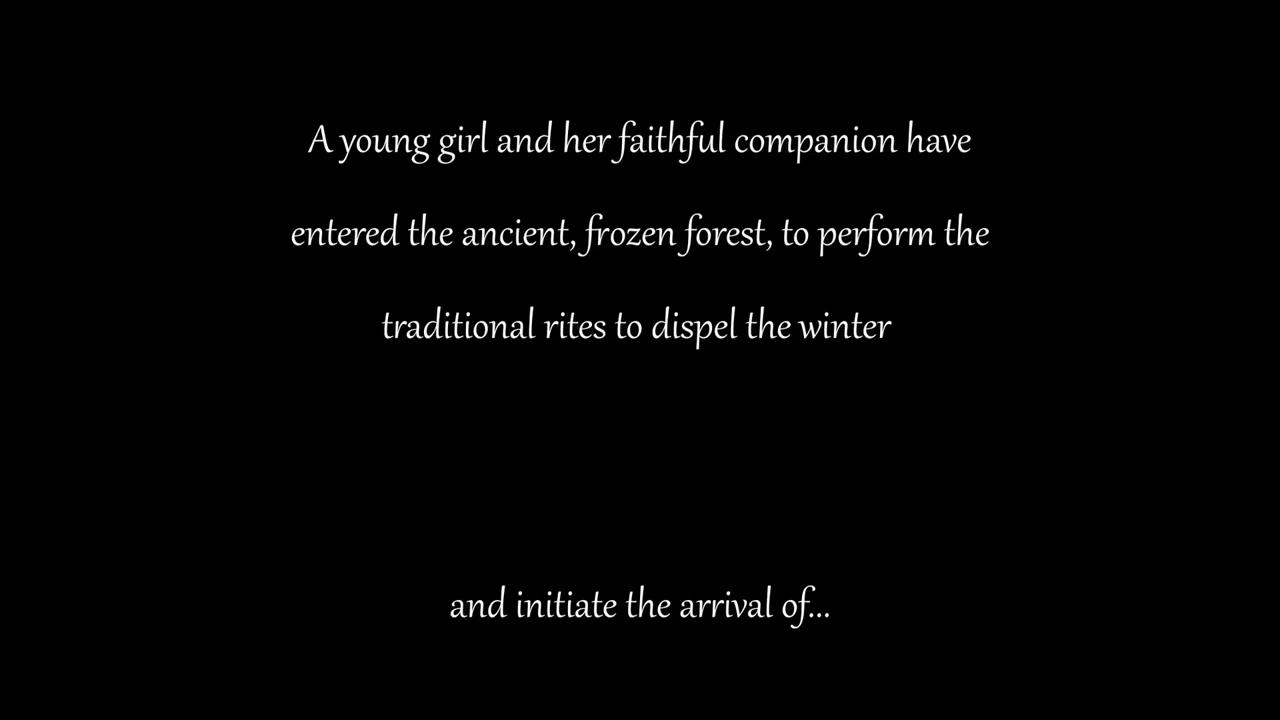 A young girl and her faithful companion have
entered the ancient, frozen forest, to perform the
traditional rites to dispel the winter
and initiate the arrival of...